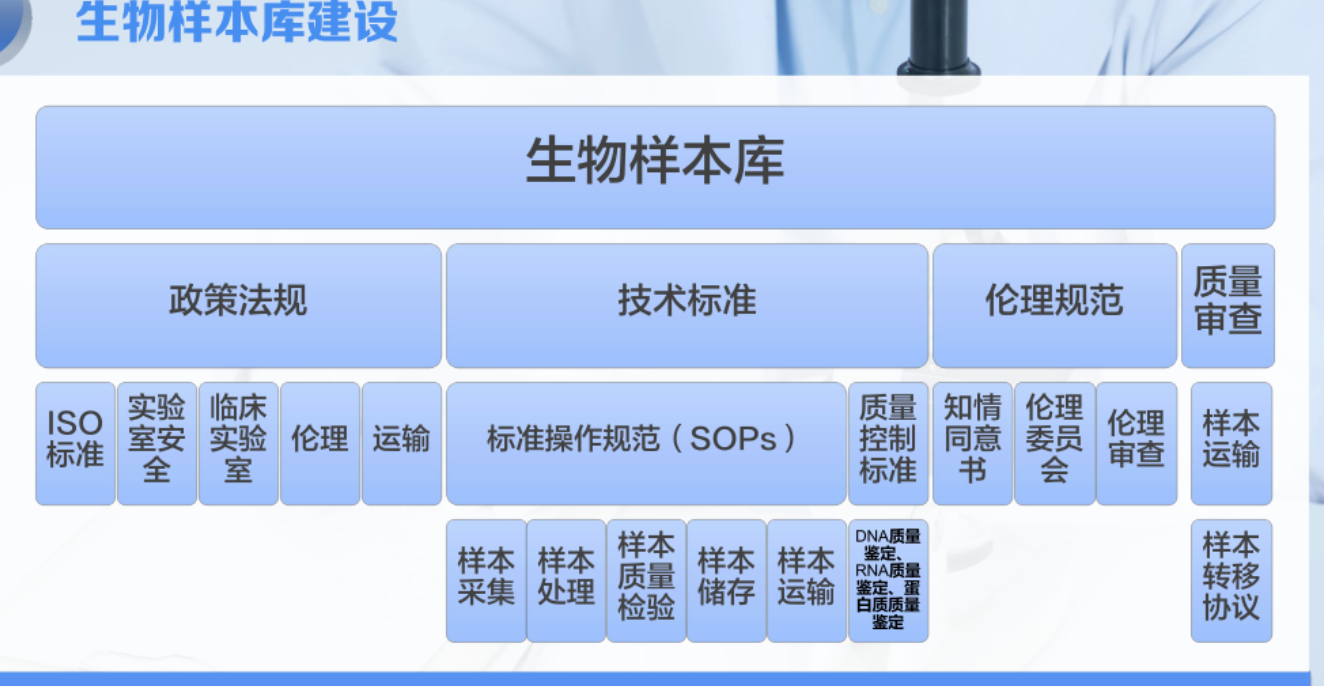 生物样本库建设
生物样本库
政策法规
技术标准
伦理规范
质量
审查
ISO
标准
实验
室安
全
临床
实验
室
伦理
运输
标准操作规范（SOPs）
质量
控制
标准
知情
同意
书
伦理
委员
会
伦理
审查
样本
运输
样本
采集
样本
处理
样本
质量
检验
样本
储存
样本
运输
DNA质量
鉴定、
RNA质量
鉴定、蛋
白质质量
鉴定
样本
转移
协议